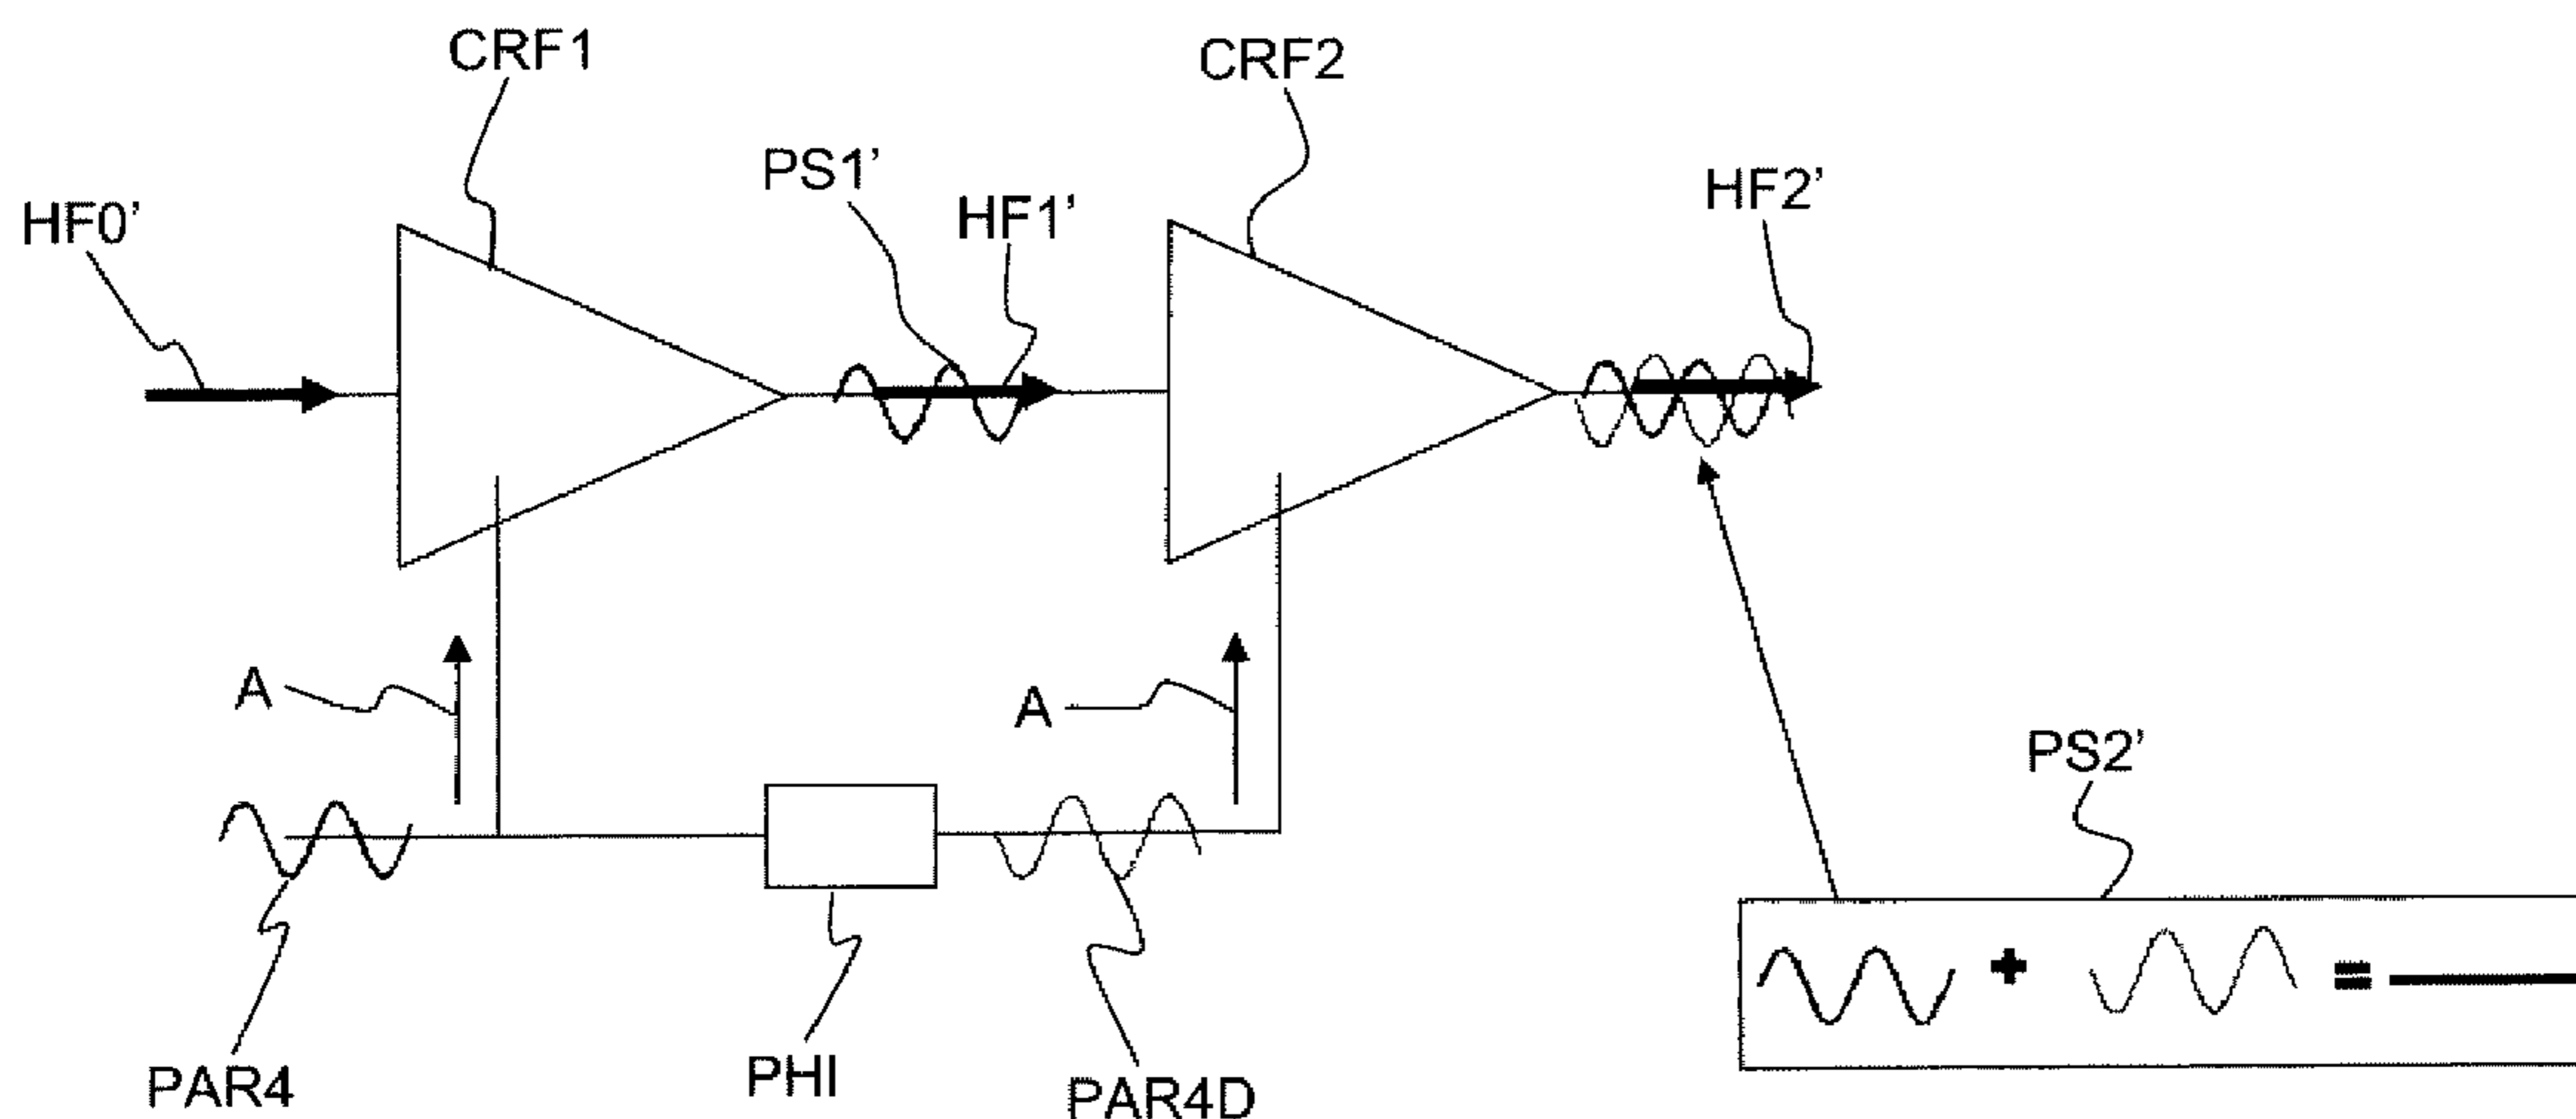 CRF1
CRF2
PS1’
HF2’
HF0’
HF1’
A
A
PS2’
+
=
PHI
PAR4
PAR4D